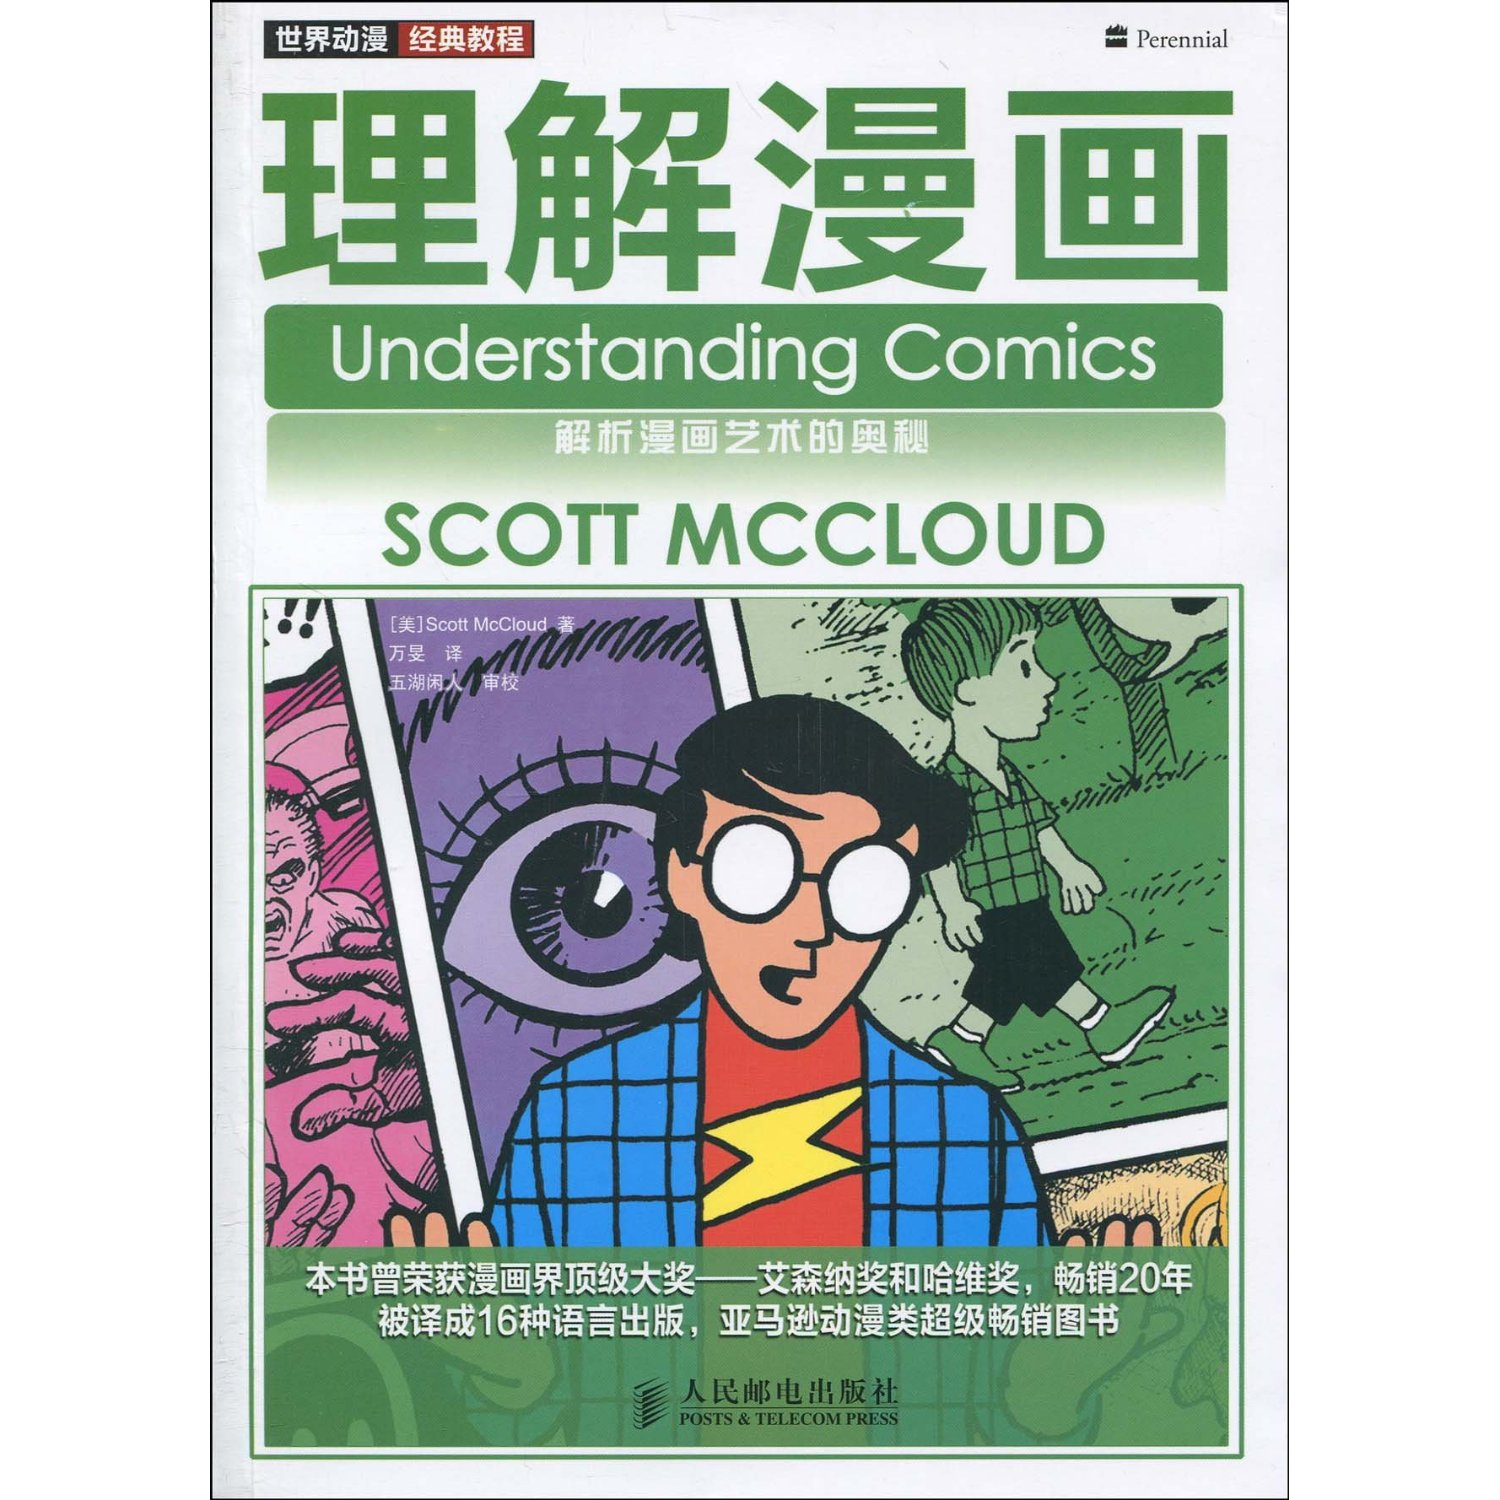 世界动漫 经典教程
Perennial
理解漫画
Understanding Comics
解析漫画艺术的奥秘
SCOTT MCCLOUD
!!
[美]Scott McCloud 著
万旻 译
五湖闲人 审校
本书曾荣获漫画界顶级大奖——艾森纳奖和哈维奖，畅销20年
被译成16种语言出版，亚马逊动漫类超级畅销图书
人民邮电出版社
POSTS & TELECOM PRESS